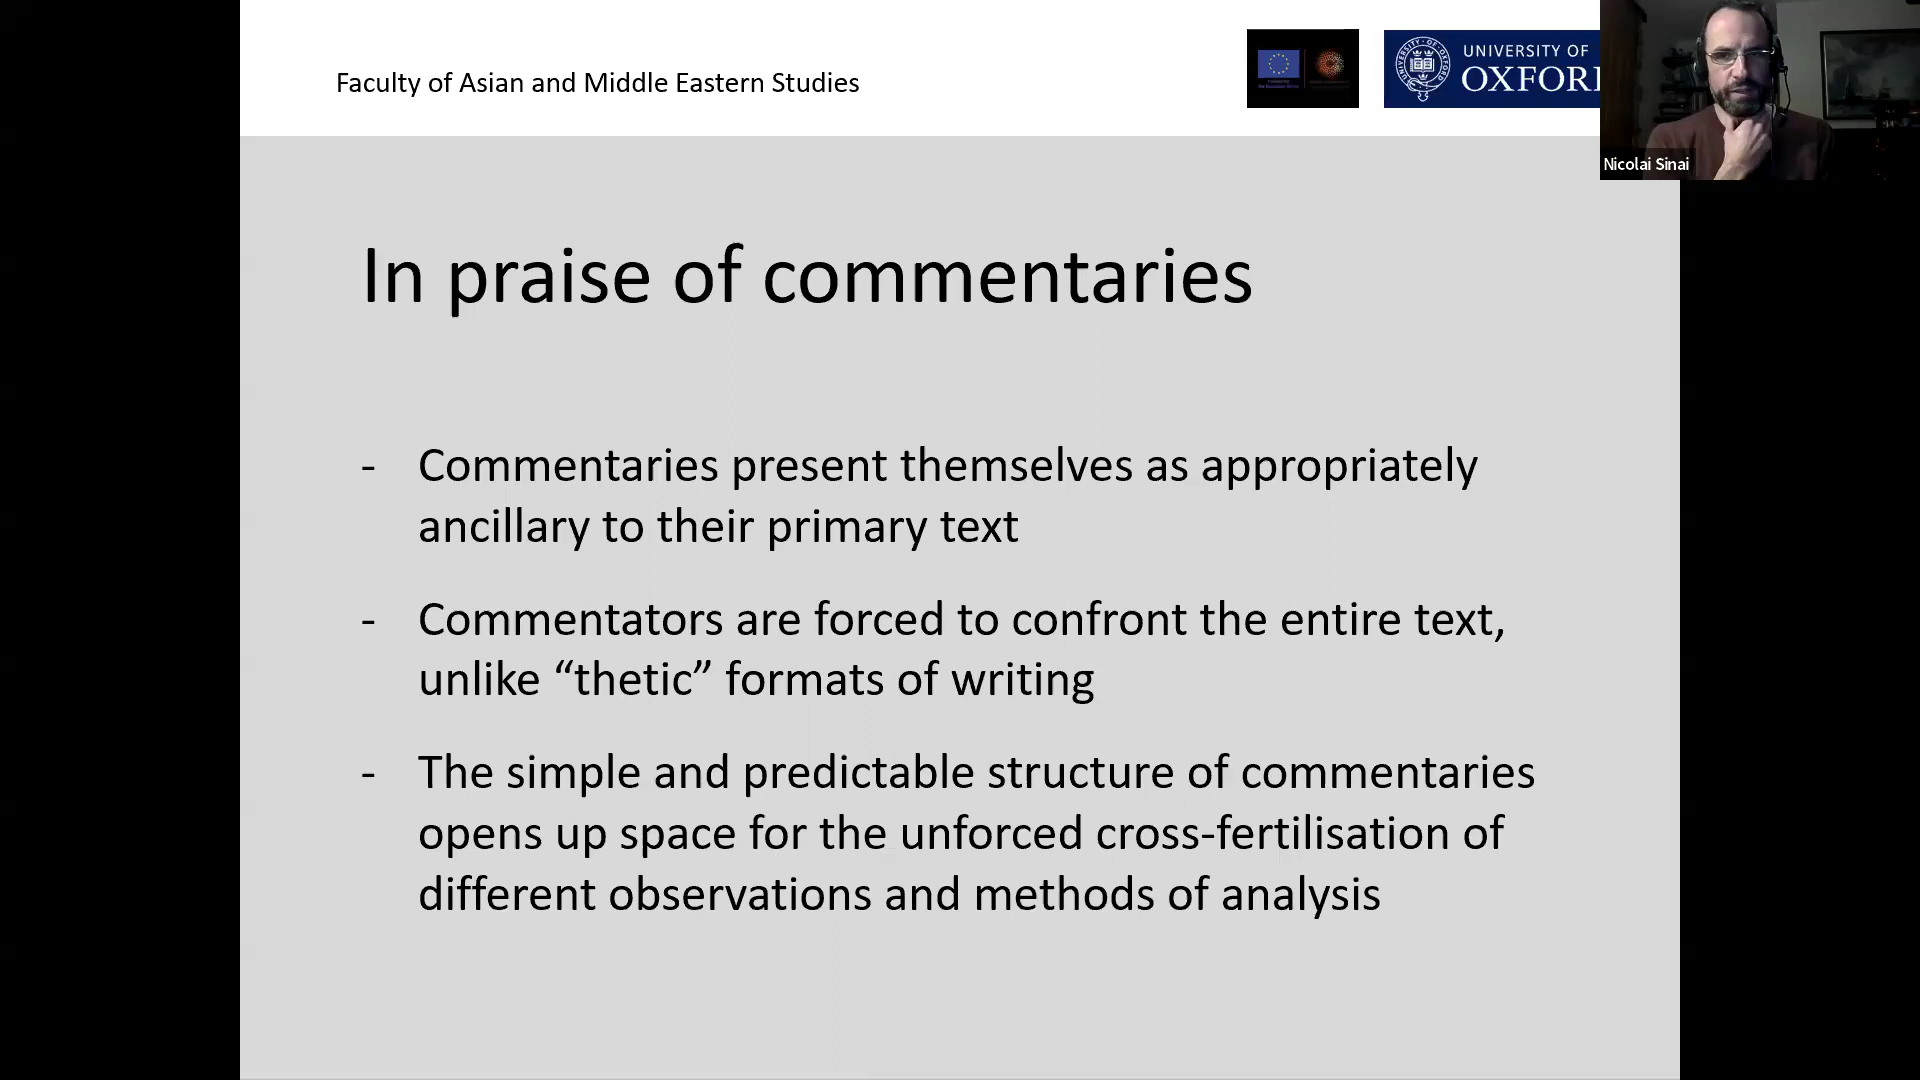 Faculty of Asian and Middle Eastern Studies
UNIVERSITY OF
OXFOR
Nicolai Sinai
In praise of commentaries
- Commentaries present themselves as appropriately
ancillary to their primary text
- Commentators are forced to confront the entire text,
unlike “thetic” formats of writing
- The simple and predictable structure of commentaries
opens up space for the unforced cross-fertilisation of
different observations and methods of analysis